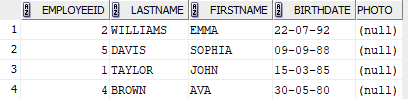 EMPLOYEEID LASTNAME FIRSTNAME BIRTHDATE PHOTO
1 2 WILLIAMS EMMA 22-07-92 (null)
2 5 DAVIS SOPHIA 09-09-88 (null)
3 1 TAYLOR JOHN 15-03-85 (null)
4 4 BROWN AVA 30-05-80 (null)